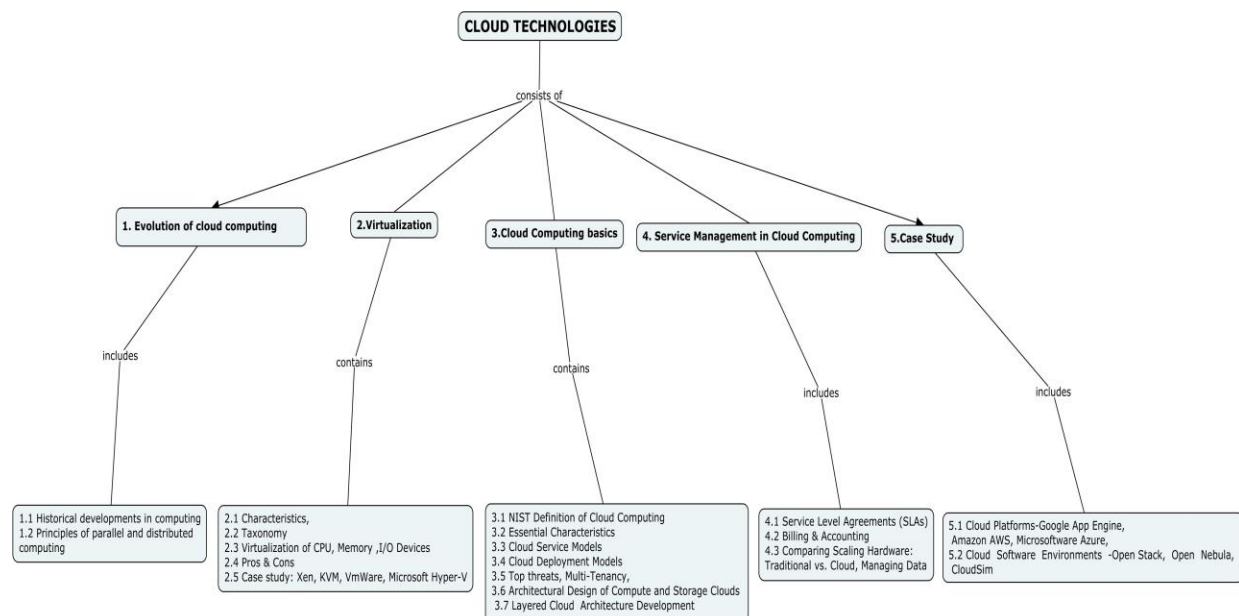 CLOUD TECHNOLOGIES
consists of
1. Evolution of cloud computing
2.Virtualization
3.Cloud Computing basics
4. Service Management in Cloud Computing
5.Case Study
includes
contains
contains
includes
includes
1.1 Historical developments in computing
1.2 Principles of parallel and distributed
computing
2.1 Characteristics,
2.2 Taxonomy
2.3 Virtualization of CPU, Memory ,I/O Devices
2.4 Pros & Cons
2.5 Case study: Xen, KVM, VmWare, Microsoft Hyper-V
3.1 NIST Definition of Cloud Computing
3.2 Essential Characteristics
3.3 Cloud Service Models
3.4 Cloud Deployment Models
3.5 Top threats, Multi-Tenancy,
3.6 Architectural Design of Compute and Storage Clouds
3.7 Layered Cloud Architecture Development
4.1 Service Level Agreements (SLAs)
4.2 Billing & Accounting
4.3 Comparing Scaling Hardware:
Traditional vs. Cloud, Managing Data
5.1 Cloud Platforms-Google App Engine,
Amazon AWS, Microsoftware Azure,
5.2 Cloud Software Environments -Open Stack, Open Nebula,
CloudSim